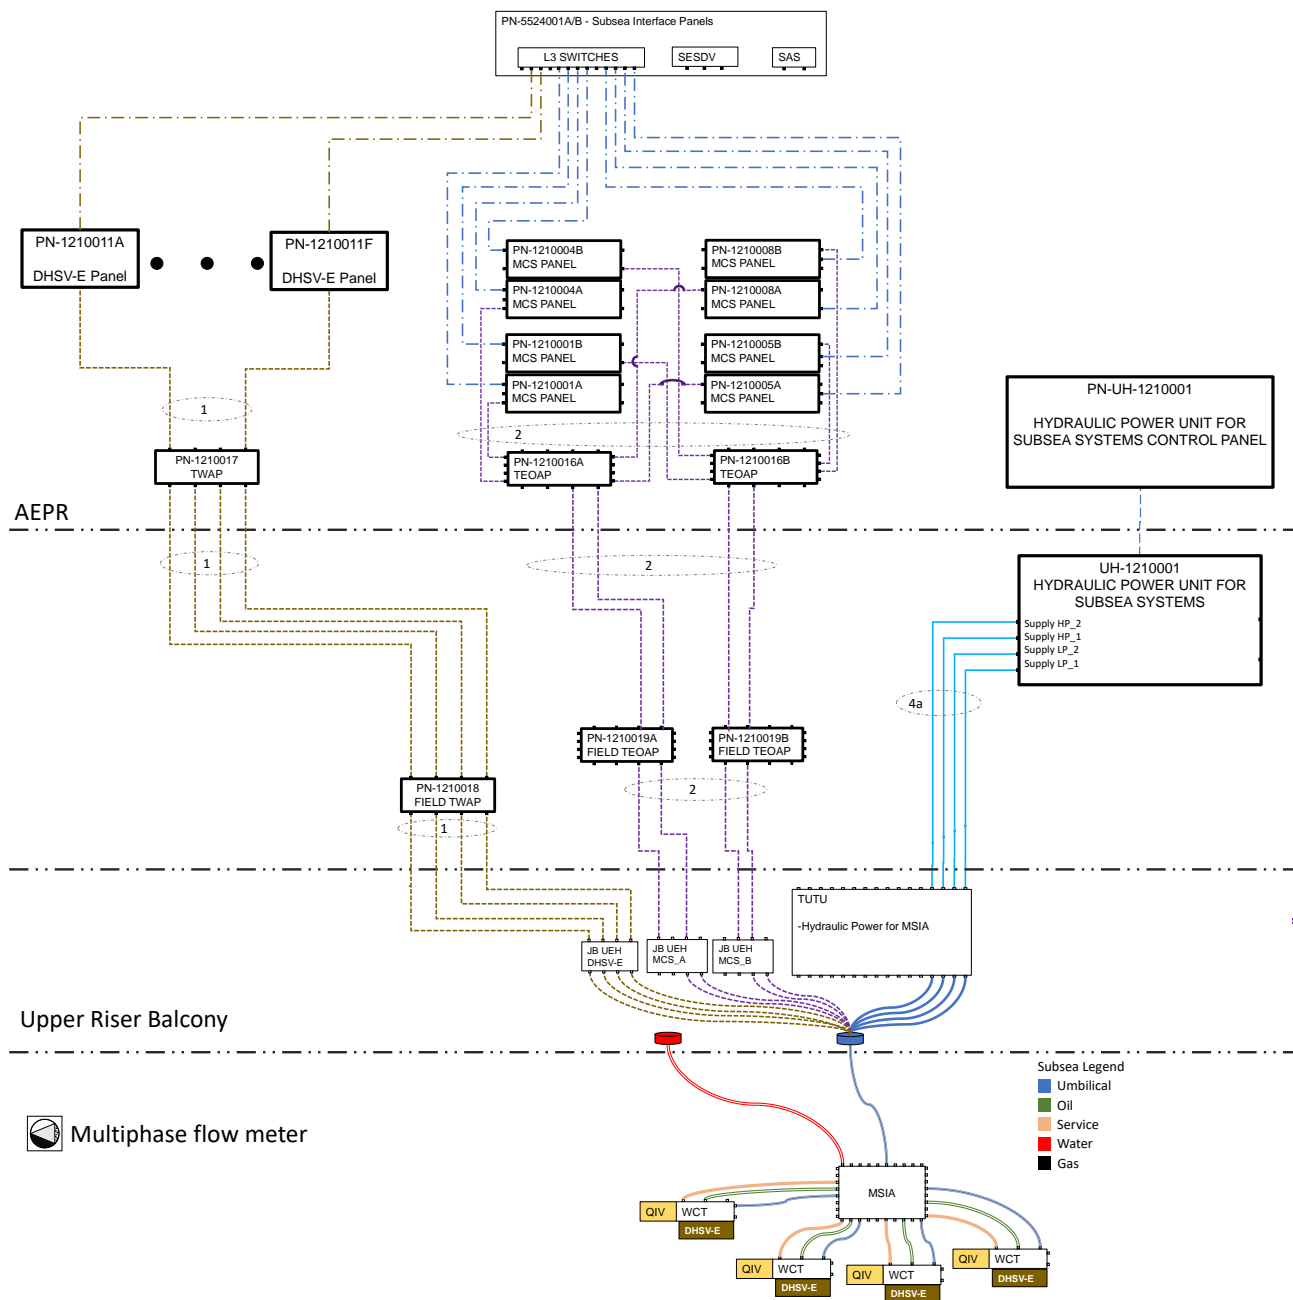 PN-5524001A/B - Subsea Interface Panels
L3 SWITCHES
SESDV
SAS
PN-1210011A
DHSV-E Panel
PN-1210011F
DHSV-E Panel
PN-1210004B
MCS PANEL
PN-1210004A
MCS PANEL
PN-1210001B
MCS PANEL
PN-1210001A
MCS PANEL
PN-1210008B
MCS PANEL
PN-1210008A
MCS PANEL
PN-1210005B
MCS PANEL
PN-1210005A
MCS PANEL
PN-UH-1210001
HYDRAULIC POWER UNIT FOR
SUBSEA SYSTEMS CONTROL PANEL
1
2
PN-1210017
TWAP
PN-1210016A
TEOAP
PN-1210016B
TEOAP
AEPR
1
2
UH-1210001
HYDRAULIC POWER UNIT FOR
SUBSEA SYSTEMS
Supply HP_2
Supply HP_1
Supply LP_2
Supply LP_1
4a
PN-1210019A
FIELD TEOAP
PN-1210019B
FIELD TEOAP
PN-1210018
FIELD TWAP
2
1
TUTU
-Hydraulic Power for MSIA
JB UEH
DHSV-E
JB UEH
MCS_A
JB UEH
MCS_B
Upper Riser Balcony
Subsea Legend
Umbilical
Oil
Service
Water
Gas
Multiphase flow meter
MSIA
QIV
WCT
DHSV-E
QIV
WCT
DHSV-E
QIV
WCT
DHSV-E
QIV
WCT
DHSV-E